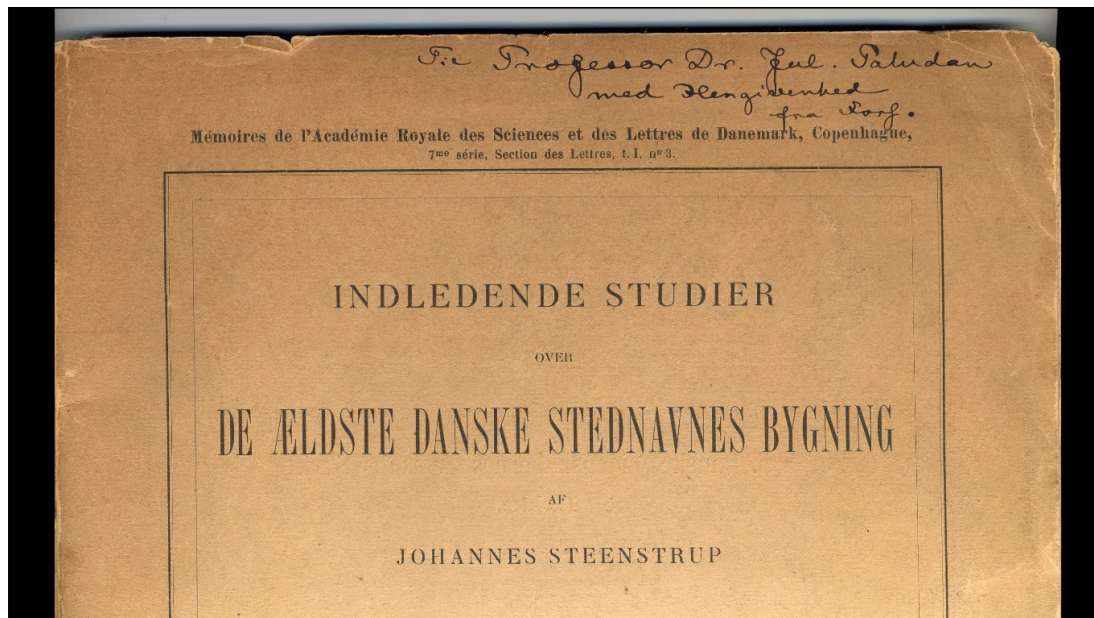 Til Professor Dr. Jul. Paludan
med Hengivenhed
fra Forf.
Mémoires de l'Académie Royale des Sciences et des Lettres de Danemark, Copenhague,
7me série, Section des Lettres, t. I. nº 3.
INDLEDENDE STUDIER
OVER
DE ÆLDSTE DANSKE STEDNAVNES BYGNING
AF
JOHANNES STEENSTRUP